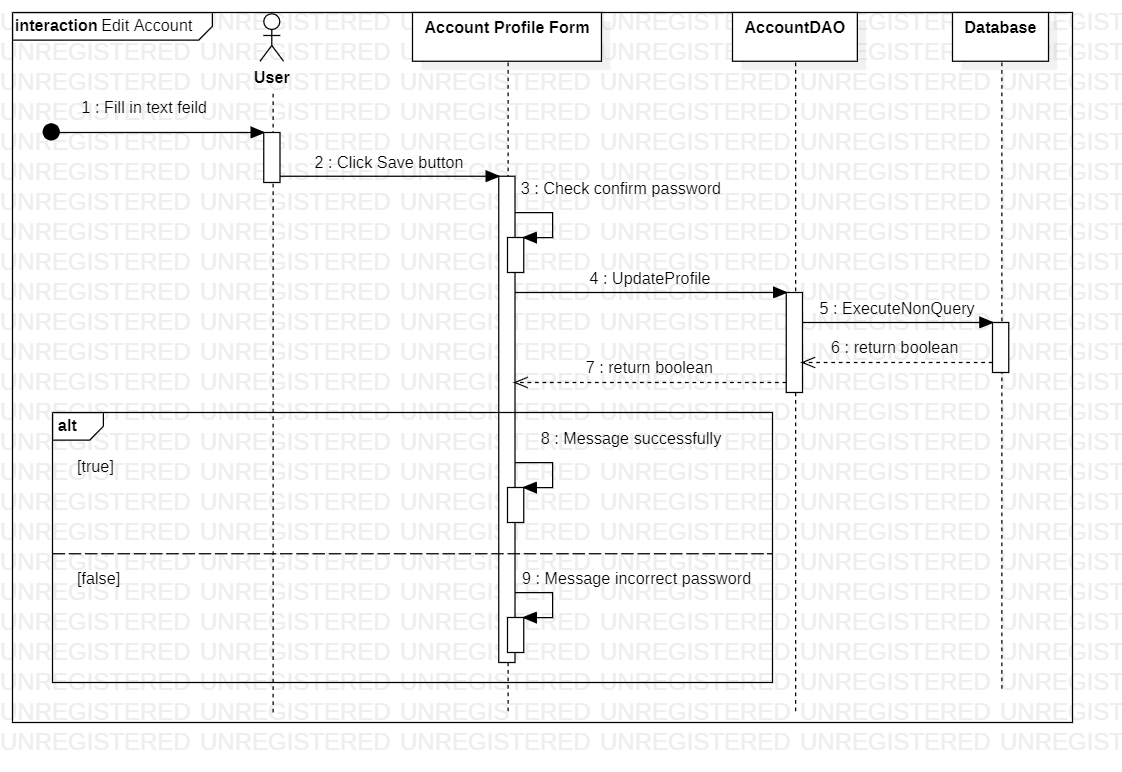 interaction Edit Account
User
Account Profile Form
AccountDAO
Database
1 : Fill in text feild
2 : Click Save button
3 : Check confirm password
4 : UpdateProfile
5 : ExecuteNonQuery
6 : return boolean
7 : return boolean
alt
8 : Message successfully
[true]
[false]
9 : Message incorrect password
UNREGISTERED